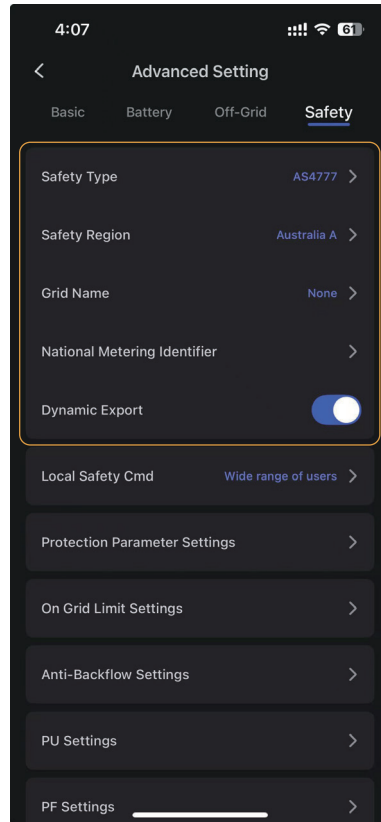 4:07
61
Advanced Setting
Basic Battery Off-Grid Safety
Safety Type AS4777
Safety Region Australia A
Grid Name None
National Metering Identifier
Dynamic Export
Local Safety Cmd Wide range of users
Protection Parameter Settings
On Grid Limit Settings
Anti-Backflow Settings
PU Settings
PF Settings